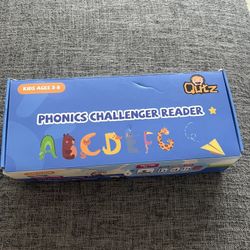 KIDS AGES 3-8
Qutz
PHONICS CHALLENGER READER
ABCDEFG